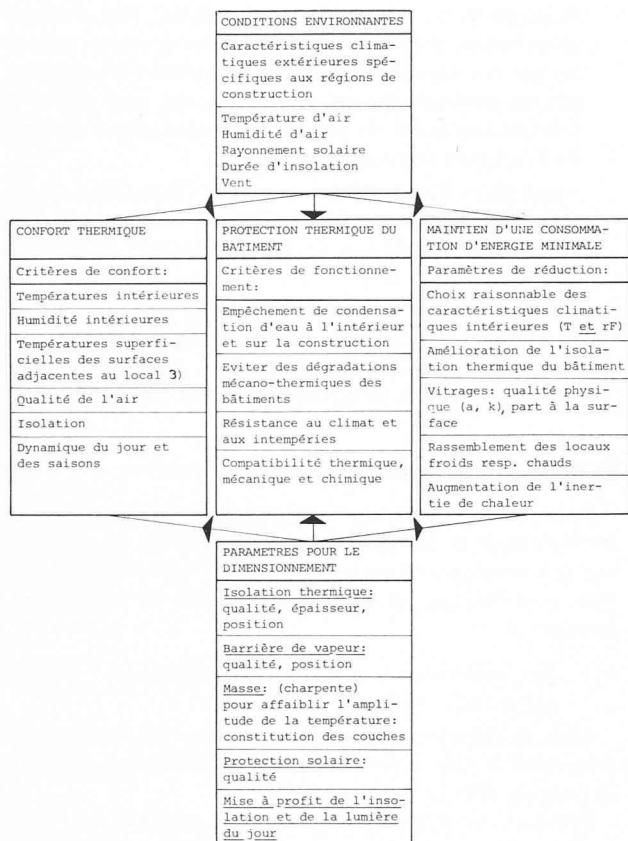 CONDITIONS ENVIRONNANTES
Caractéristiques clima-
tiques extérieures spé-
cifiques aux régions de
construction
Température d'air
Humidité d'air
Rayonnement solaire
Durée d'insolation
Vent
CONFORT THERMIQUE
Critères de confort:
Températures intérieures
Humidité intérieures
Températures superfi-
cielles des surfaces
adjacentes au local 3)
Qualité de l'air
Isolation
Dynamique du jour et
des saisons
PROTECTION THERMIQUE DU
BATIMENT
Critères de fonctionne-
ment:
Empêchement de condensa-
tion d'eau à l'intérieur
et sur la construction
Eviter des dégradations
mécano-thermiques des
bâtiments
Résistance au climat et
aux intempéries
Compatibilité thermique,
mécanique et chimique
MAINTIEN D'UNE CONSOMMA-
TION D'ENERGIE MINIMALE
Paramètres de réduction:
Choix raisonnable des
caractéristiques climati-
ques intérieures (T et rF)
Amélioration de l'isola-
tion thermique du bâtiment
Vitrages: qualité physi-
que (a, k), part à la sur-
face
Rassemblement des locaux
froids resp. chauds
Augmentation de l'iner-
tie de chaleur
PARAMETRES POUR LE
DIMENSIONNEMENT
Isolation thermique:
qualité, épaisseur,
position
Barrière de vapeur:
qualité, position
Masse: (charpente)
pour affaiblir l'ampli-
tude de la température:
constitution des couches
Protection solaire:
qualité
Mise à profit de l'inso-
lation et de la lumière
du jour